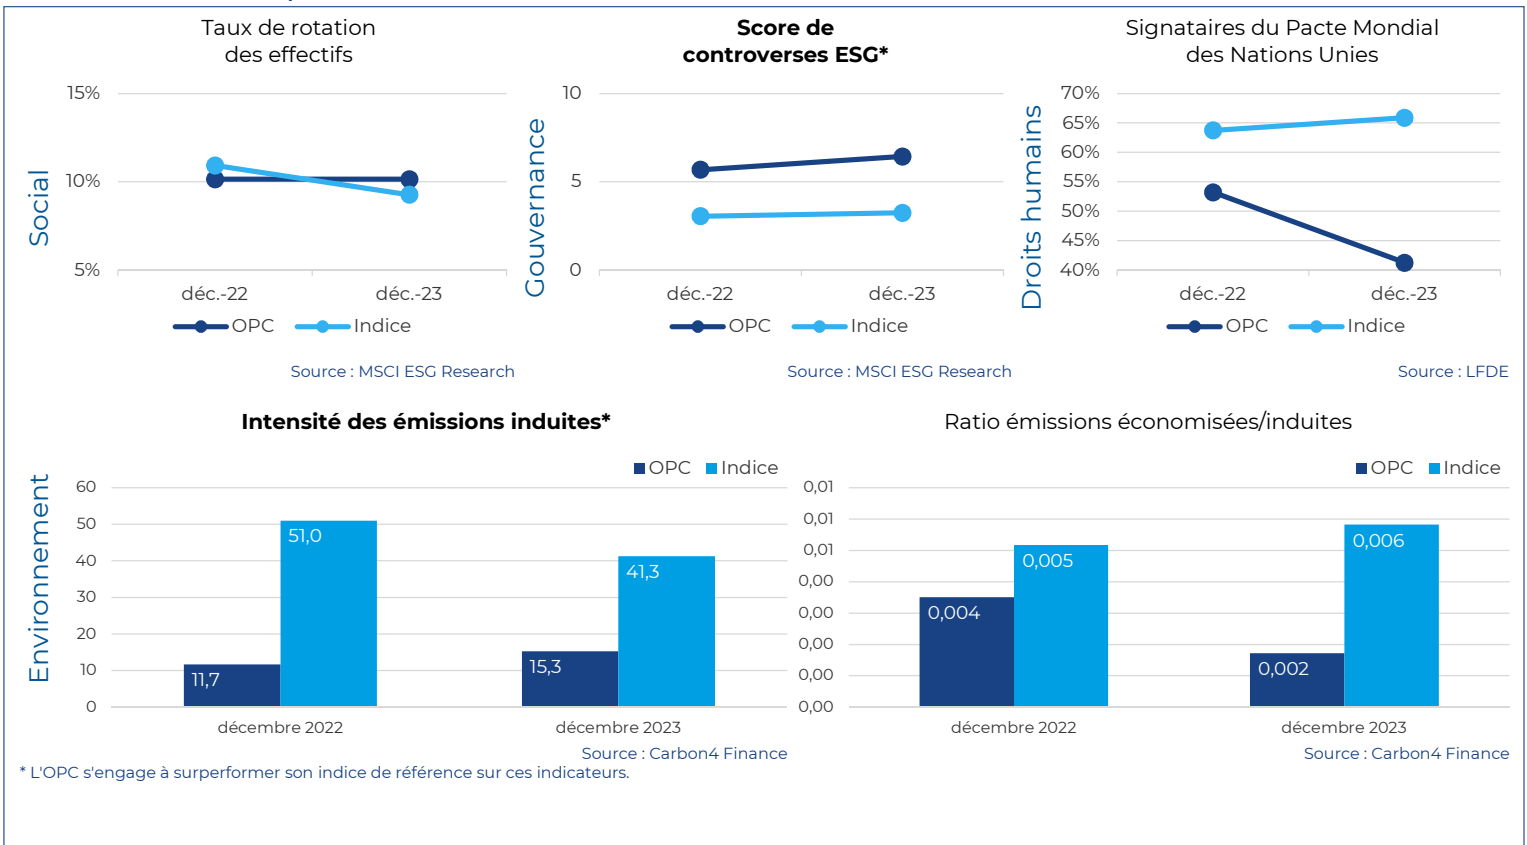 Taux de rotation
des effectifs
Social
15%
10%
5%
déc.-22
déc.-23
OPC
Indice
Source : MSCI ESG Research
Score de
controverses ESG*
Gouvernance
10
5
0
déc.-22
déc.-23
OPC
Indice
Source : MSCI ESG Research
Signataires du Pacte Mondial
des Nations Unies
Droits humains
70%
65%
60%
55%
50%
45%
40%
déc.-22
déc.-23
OPC
Indice
Source : LFDE
Intensité des émissions induites*
Environnement
OPC
Indice
60
50
40
30
20
10
0
11,7
51,0
15,3
41,3
décembre 2022
décembre 2023
Source : Carbon4 Finance
Ratio émissions économisées/induites
OPC
Indice
0,01
0,01
0,01
0,00
0,00
0,00
0,00
0,00
0,004
0,005
0,002
0,006
décembre 2022
décembre 2023
Source : Carbon4 Finance
* L'OPC s'engage à surperformer son indice de référence sur ces indicateurs.